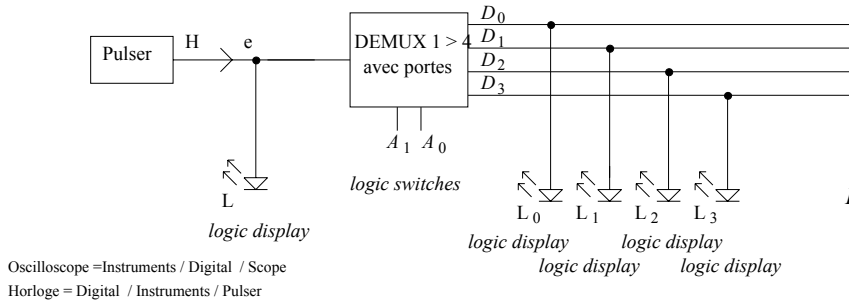 D0
H e DEMUX 1 > 4 D1
Pulser avec portes D2
D3
A1 A0
logic switches
L L0 L1 L2 L3
logic display
logic display logic display
logic display logic display
Oscilloscope =Instruments / Digital / Scope
Horloge = Digital / Instruments / Pulser